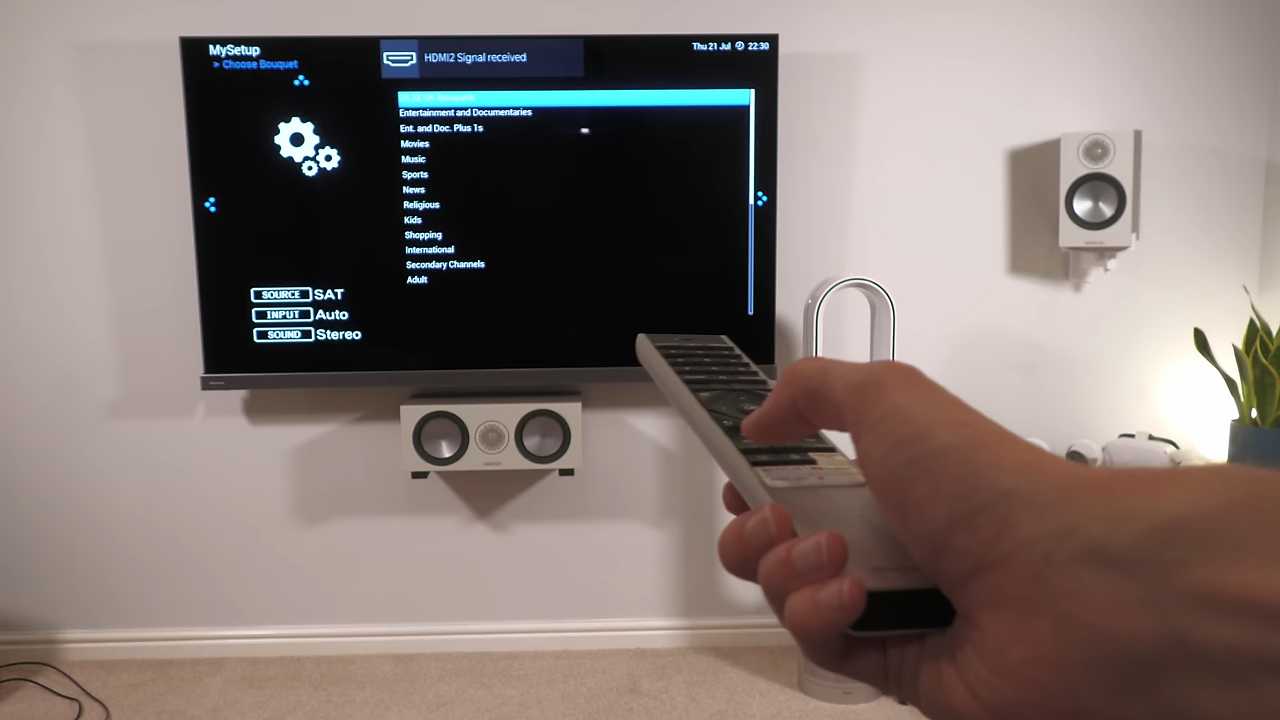 MySetup
> Choose Bouquet
HDMI2 Signal received
Thu 21 Jul 22:30
Entertainment and Documentaries
Ent. and Doc. Plus 1s
Movies
Music
Sports
News
Religious
Kids
Shopping
International
Secondary Channels
Adult
SOURCE SAT
INPUT Auto
SOUND Stereo